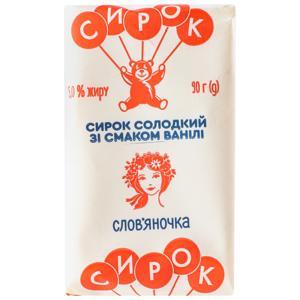 СИРОК
5,0 % жиру
90 г (g)
СИРОК СОЛОДКИЙ
ЗІ СМАКОМ ВАНІЛІ
СЛОВ'ЯНОЧКА
СИРОК